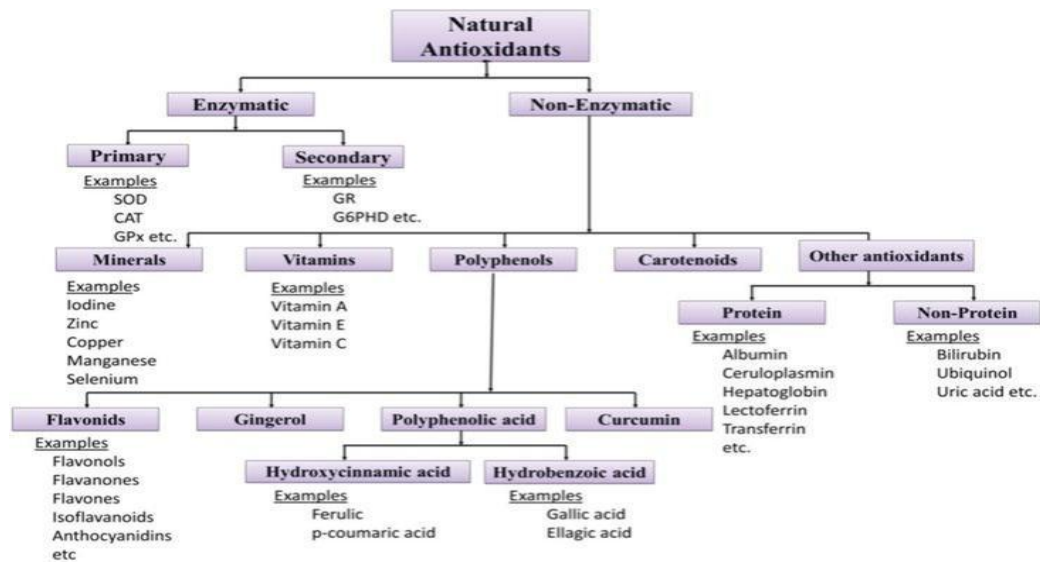 Natural
Antioxidants
Enzymatic
Non-Enzymatic
Primary
Examples
SOD
CAT
GPx etc.
Secondary
Examples
GR
G6PHD etc.
Minerals
Examples
Iodine
Zinc
Copper
Manganese
Selenium
Vitamins
Examples
Vitamin A
Vitamin E
Vitamin C
Polyphenols
Carotenoids
Other antioxidants
Protein
Examples
Albumin
Ceruloplasmin
Hepatoglobin
Lectoferrin
Transferrin
etc.
Non-Protein
Examples
Bilirubin
Ubiquinol
Uric acid etc.
Flavonids
Examples
Flavonols
Flavanones
Flavones
Isoflavanoids
Anthocyanidins
etc
Gingerol
Polyphenolic acid
Curcumin
Hydroxycinnamic acid
Examples
Ferulic
p-coumaric acid
Hydrobenzoic acid
Examples
Gallic acid
Ellagic acid